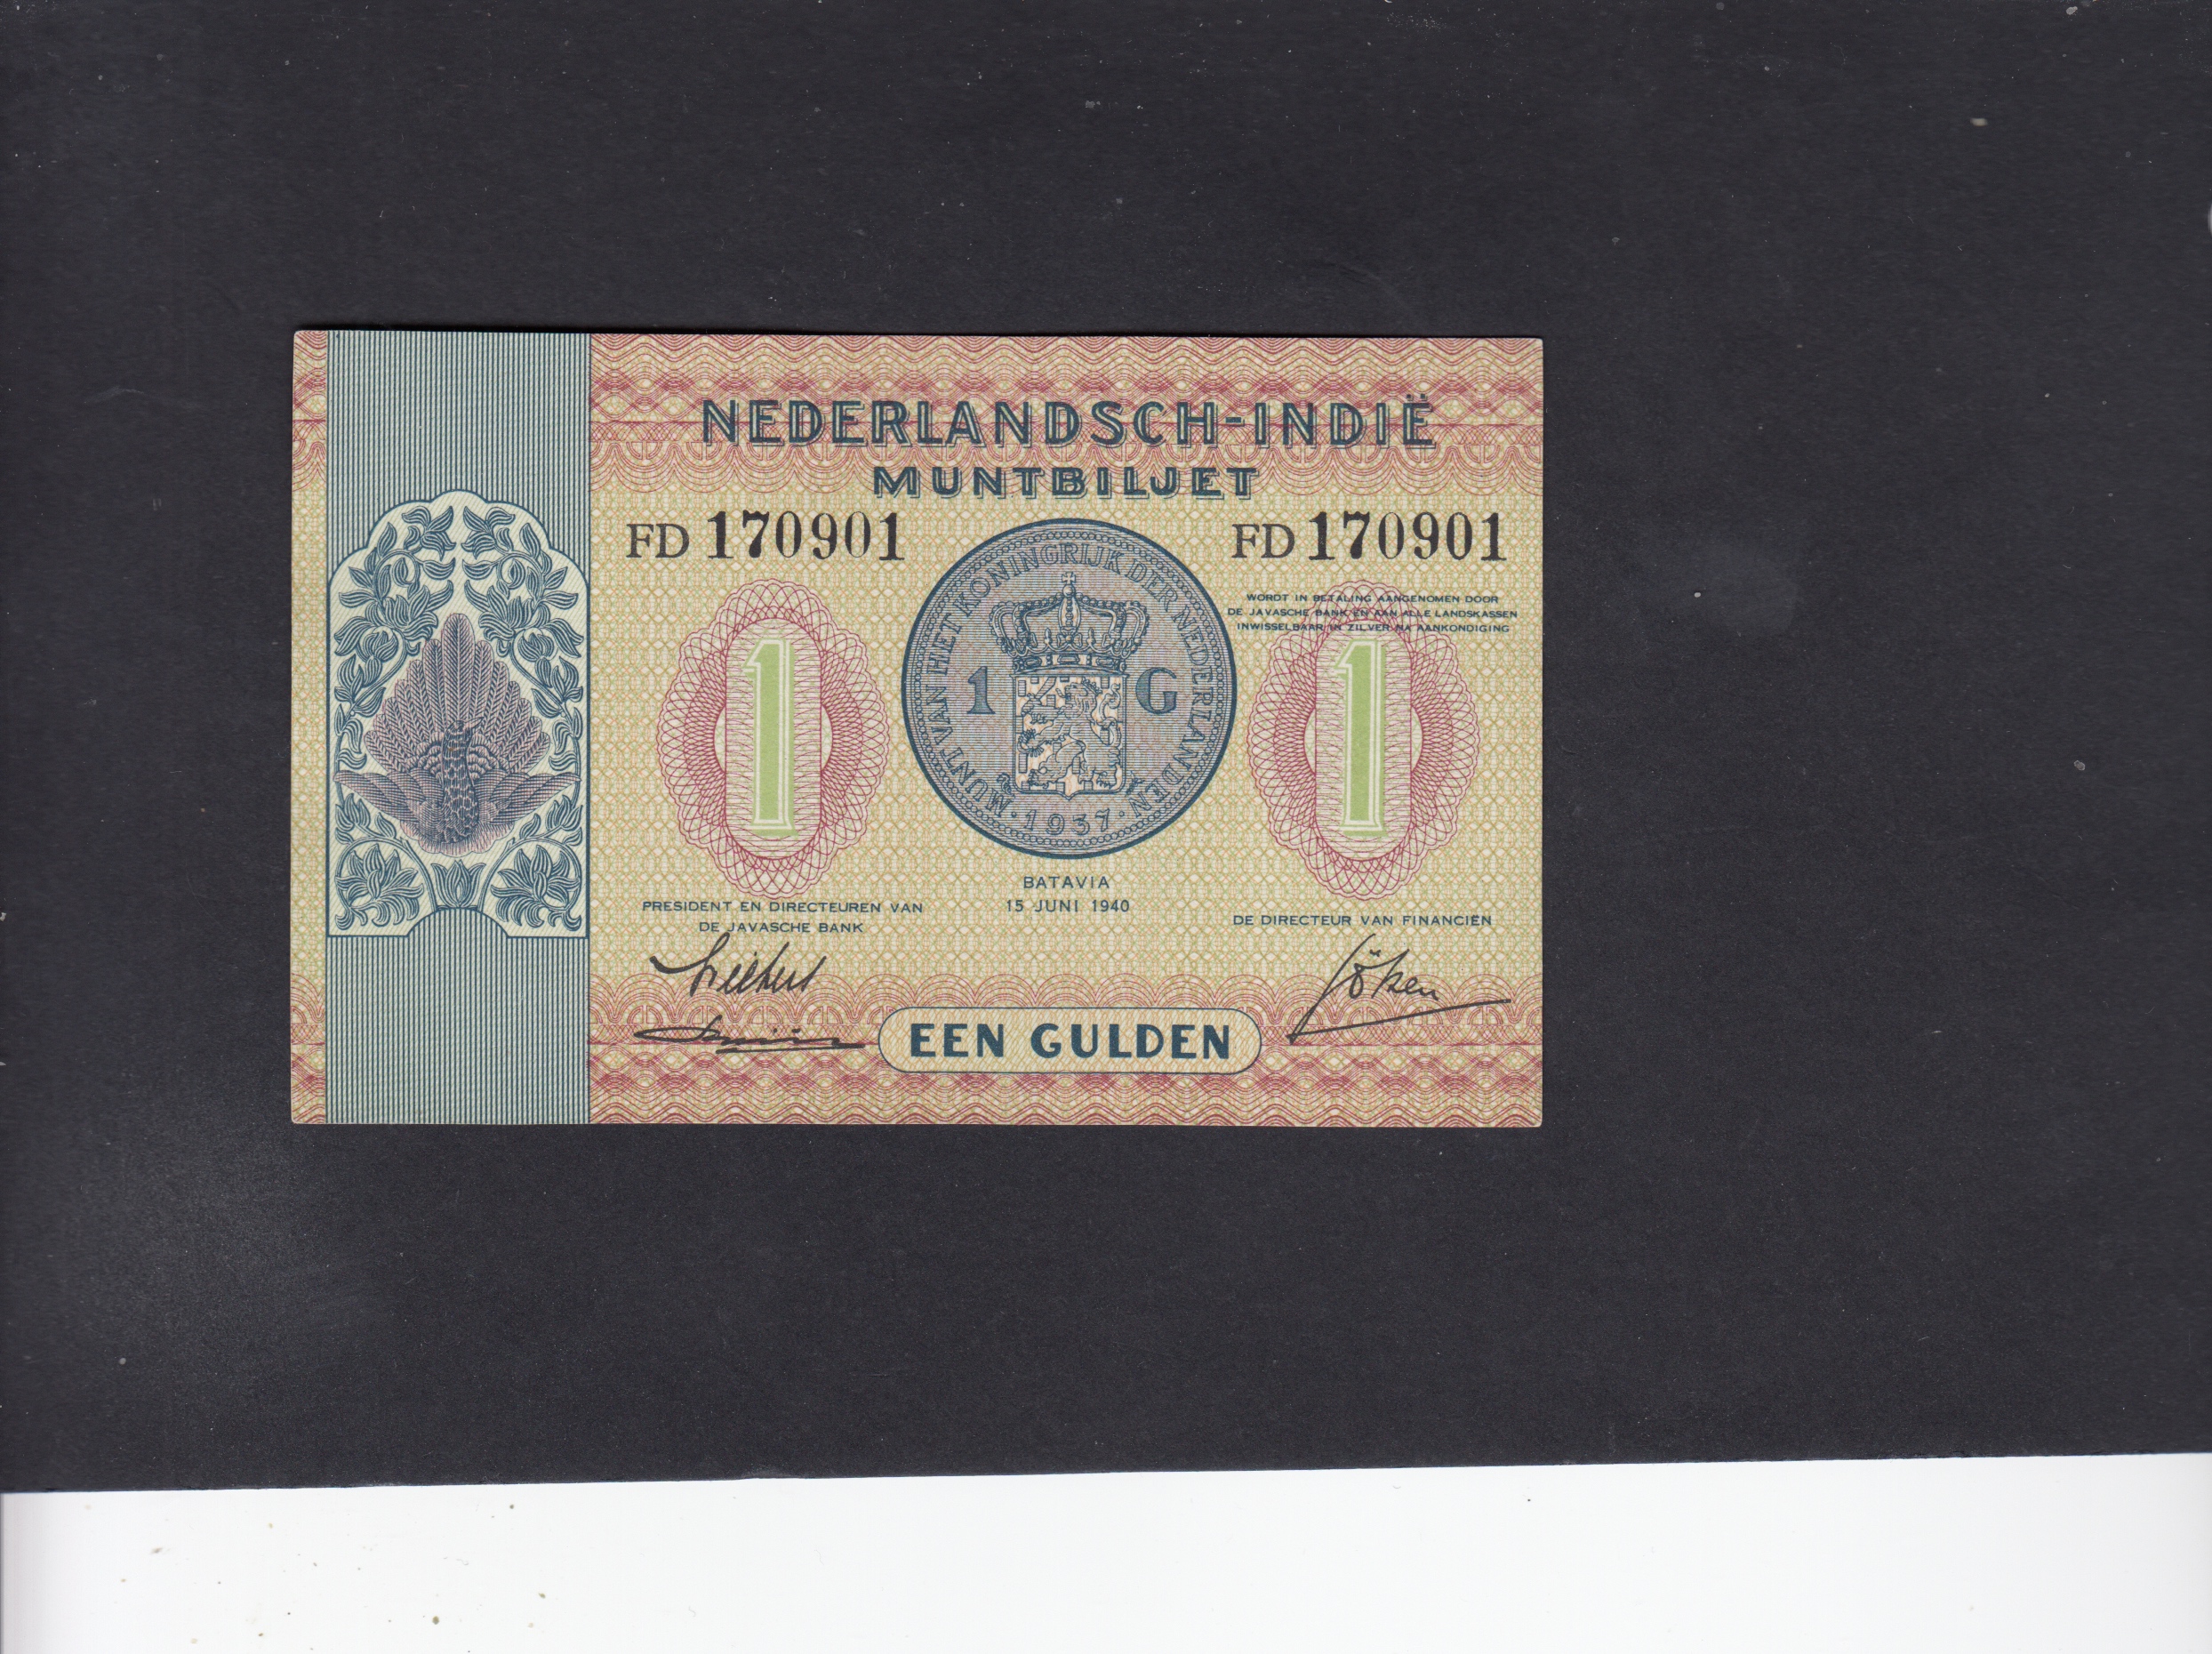 NEDERLANDSCH-INDIË
MUNTBILJET
FD 170901
FD 170901
WORDT IN BETALING AANGENOMEN DOOR
DE JAVASCHE BANK EN AAN ALLE LANDSKASSEN
INWISSELBAAR IN ZILVER NA AANKONDIGING
MUNT VAN HET KONINGRIJK DER NEDERLANDEN
1 G
· 1937 ·
1
1
BATAVIA
15 JUNI 1940
PRESIDENT EN DIRECTEUREN VAN
DE JAVASCHE BANK
DE DIRECTEUR VAN FINANCIËN
EEN GULDEN